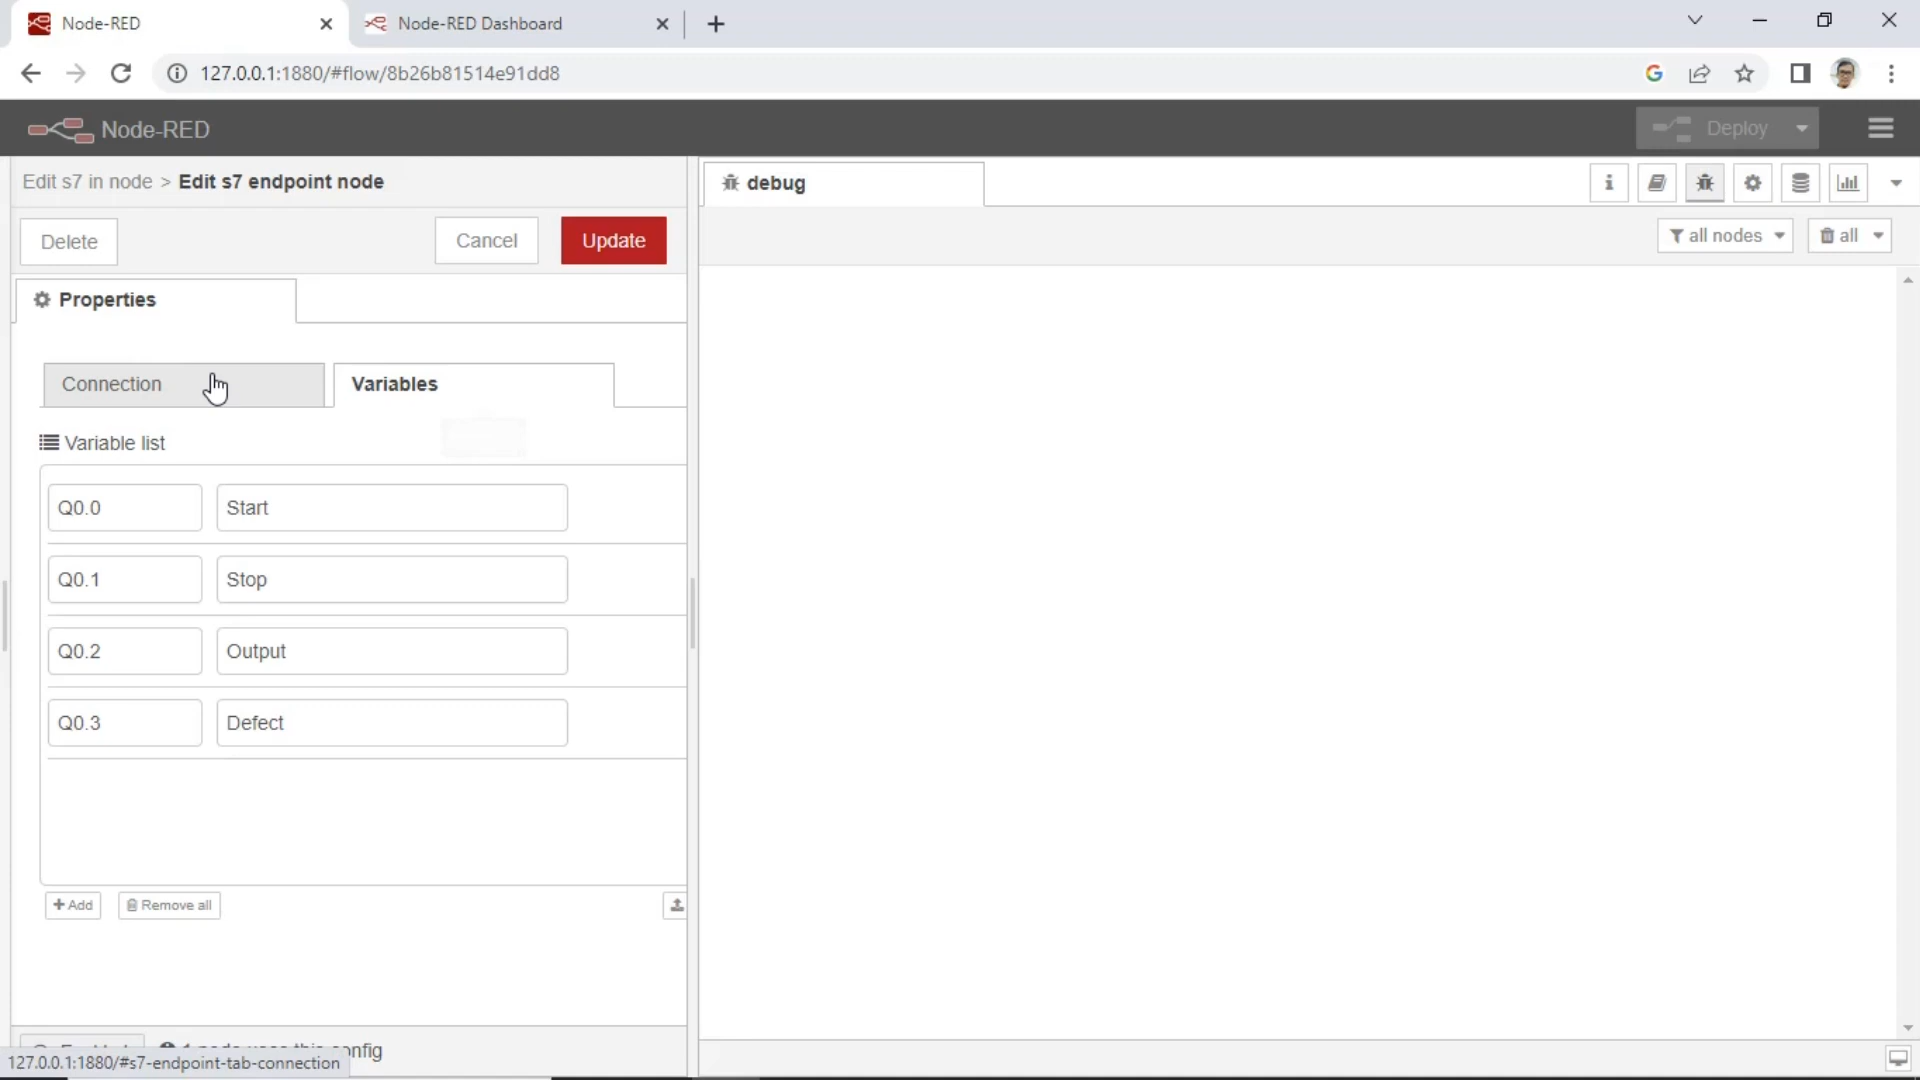 Node-RED
Node-RED Dashboard
127.0.0.1:1880/#flow/8b26b81514e91dd8
Node-RED
Deploy
Edit s7 in node > Edit s7 endpoint node
debug
Delete
Cancel
Update
all nodes
all
Properties
Connection
Variables
Variable list
Q0.0
Start
Q0.1
Stop
Q0.2
Output
Q0.3
Defect
Add
Remove all
127.0.0.1:1880/#s7-endpoint-tab-connection